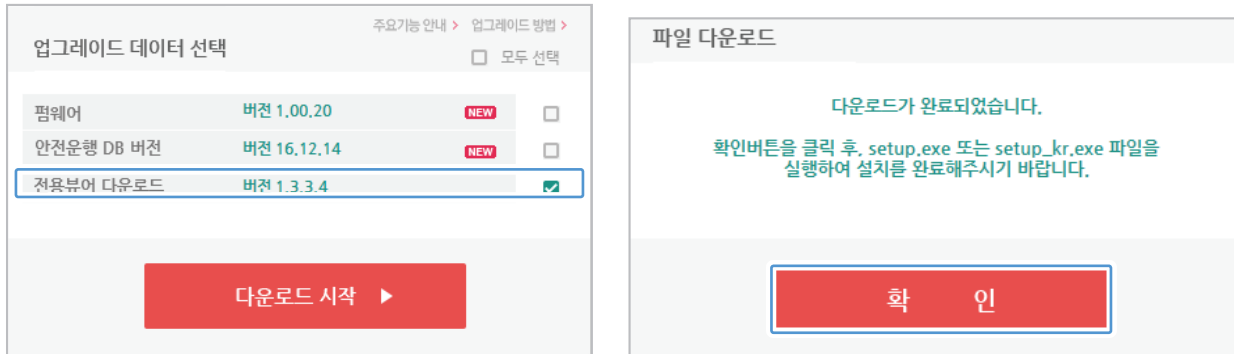 주요기능 안내 > 업그레이드 방법 >
업그레이드 데이터 선택
모두 선택
펌웨어 버전 1.00.20 NEW
안전운행 DB 버전 버전 16.12.14 NEW
전용뷰어 다운로드 버전 1.3.3.4
다운로드 시작
파일 다운로드
다운로드가 완료되었습니다.
확인버튼을 클릭 후, setup.exe 또는 setup_kr.exe 파일을
실행하여 설치를 완료해주시기 바랍니다.
확 인